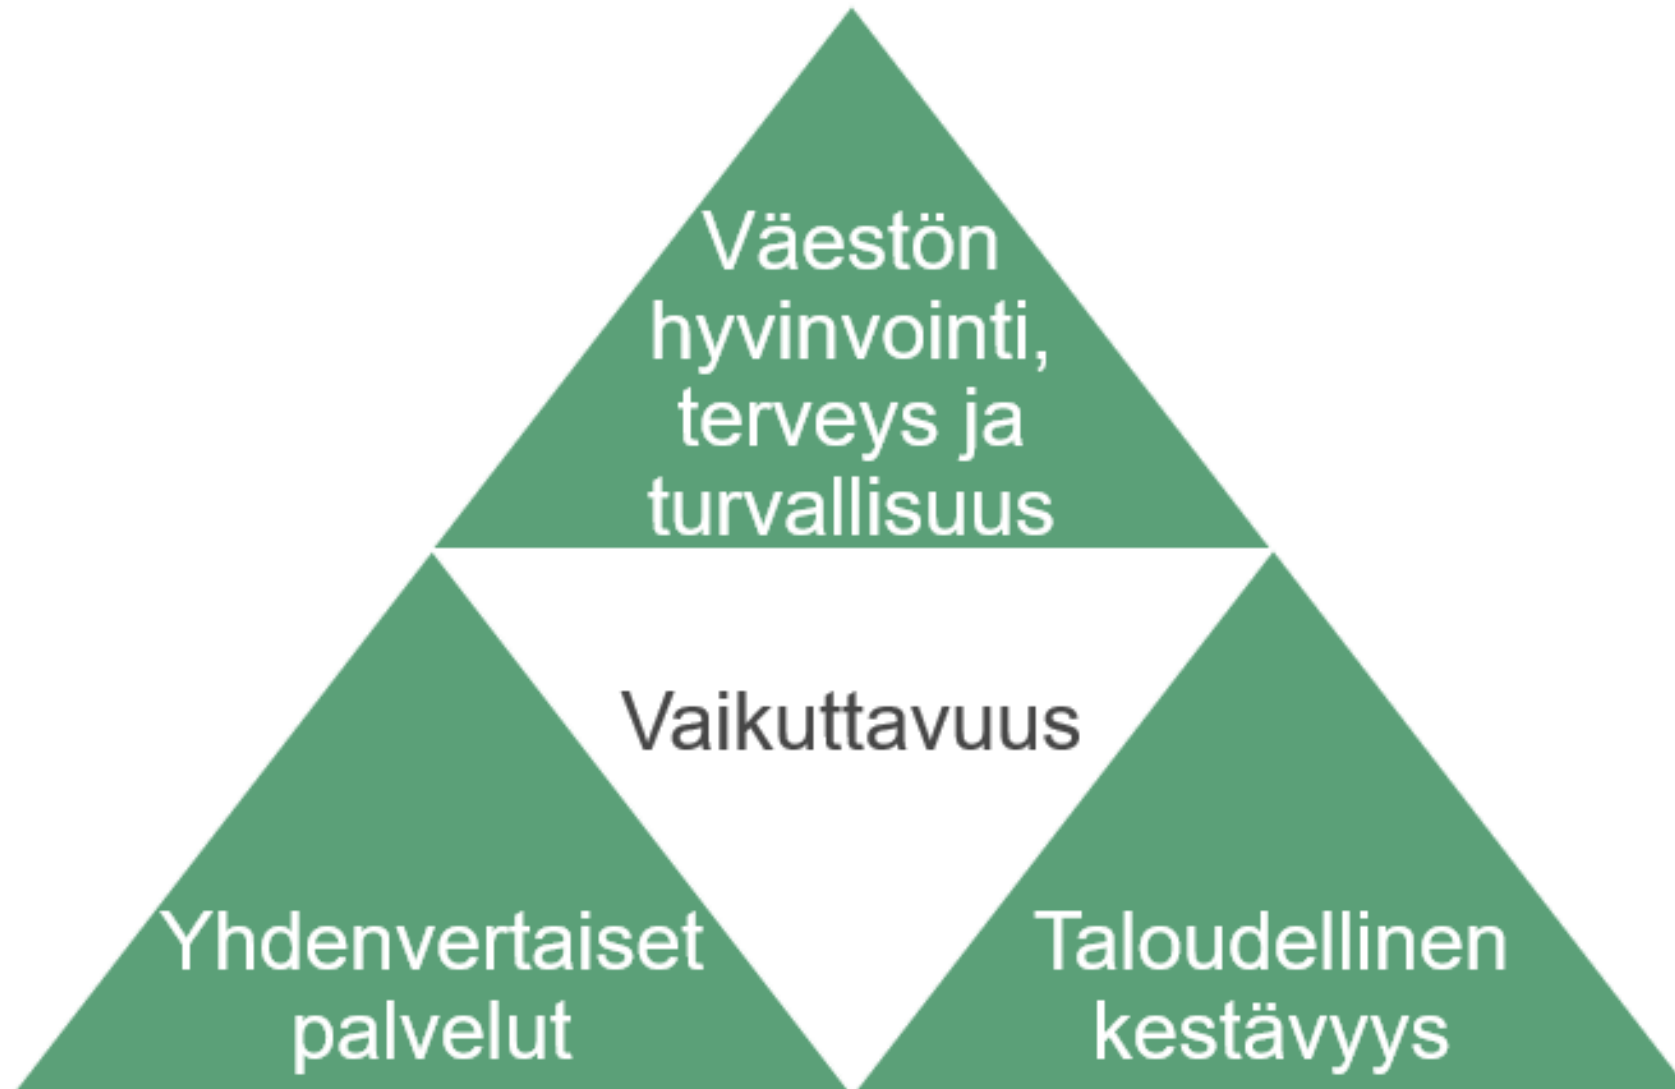 Väestön
hyvinvointi,
terveys ja
turvallisuus
Vaikuttavuus
Yhdenvertaiset
palvelut
Taloudellinen
kestävyys